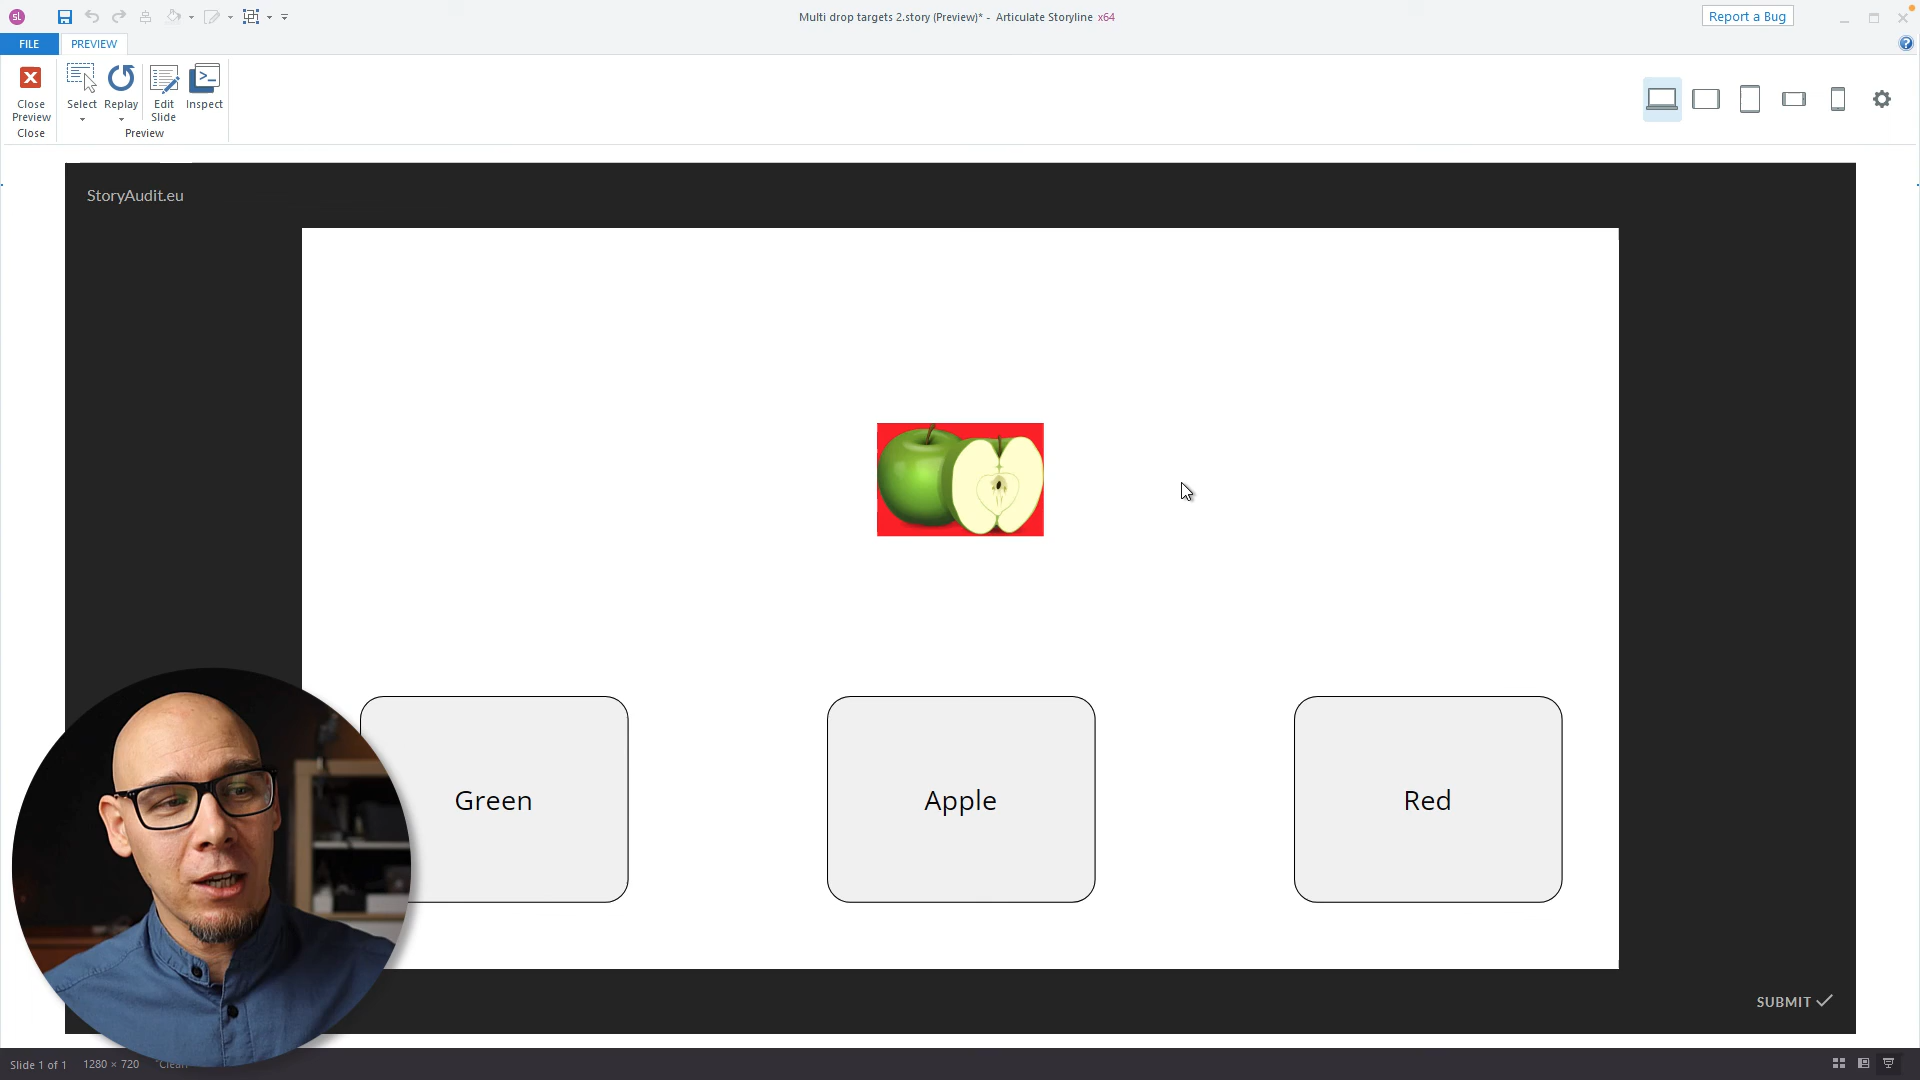 Multi drop targets 2.story (Preview)* - Articulate Storyline x64
Report a Bug
FILE
PREVIEW
Close Preview
Select
Replay
Edit Slide
Inspect
Close
Preview
StoryAudit.eu
Green
Apple
Red
SUBMIT
Slide 1 of 1
1280 × 720
"Clean